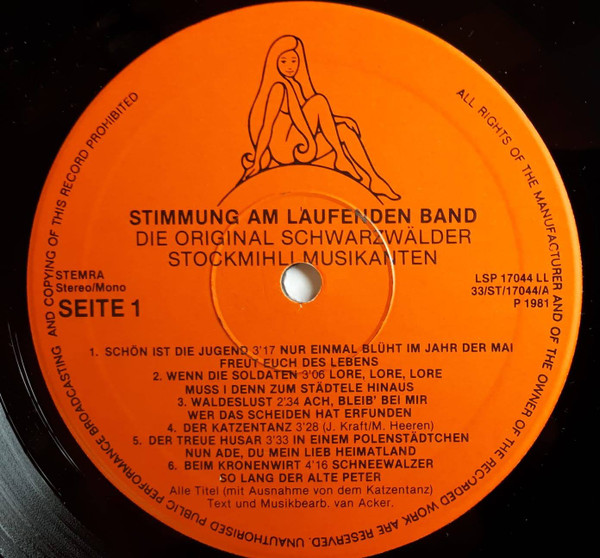 STIMMUNG AM LAUFENDEN BAND
DIE ORIGINAL SCHWARZWÄLDER
STOCKMIHLI MUSIKANTEN
STEMRA
Stereo/Mono
SEITE 1
LSP 17044 LL
33/ST/17044/A
P 1981
1. SCHÖN IST DIE JUGEND 3'17 NUR EINMAL BLÜHT IM JAHR DER MAI
FREUT EUCH DES LEBENS
2. WENN DIE SOLDATEN 3'06 LORE, LORE, LORE
MUSS I DENN ZUM STÄDTELE HINAUS
3. WALDESLUST 2'34 ACH, BLEIB' BEI MIR
WER DAS SCHEIDEN HAT ERFUNDEN
4. DER KATZENTANZ 3'28 (J. Kraft/M. Heeren)
5. DER TREUE HUSAR 3'33 IN EINEM POLENSTÄDTCHEN
NUN ADE, DU MEIN LIEB HEIMATLAND
6. BEIM KRONENWIRT 4'16 SCHNEEWALZER
SO LANG DER ALTE PETER
Alle Titel (mit Ausnahme von dem Katzentanz)
Text und Musikbearb. van Acker.
ALL RIGHTS OF THE MANUFACTURER AND OF THE OWNER OF THE RECORDED WORK ARE RESERVED. UNAUTHORISED PUBLIC PERFORMANCE BROADCASTING AND COPYING OF THIS RECORD PROHIBITED